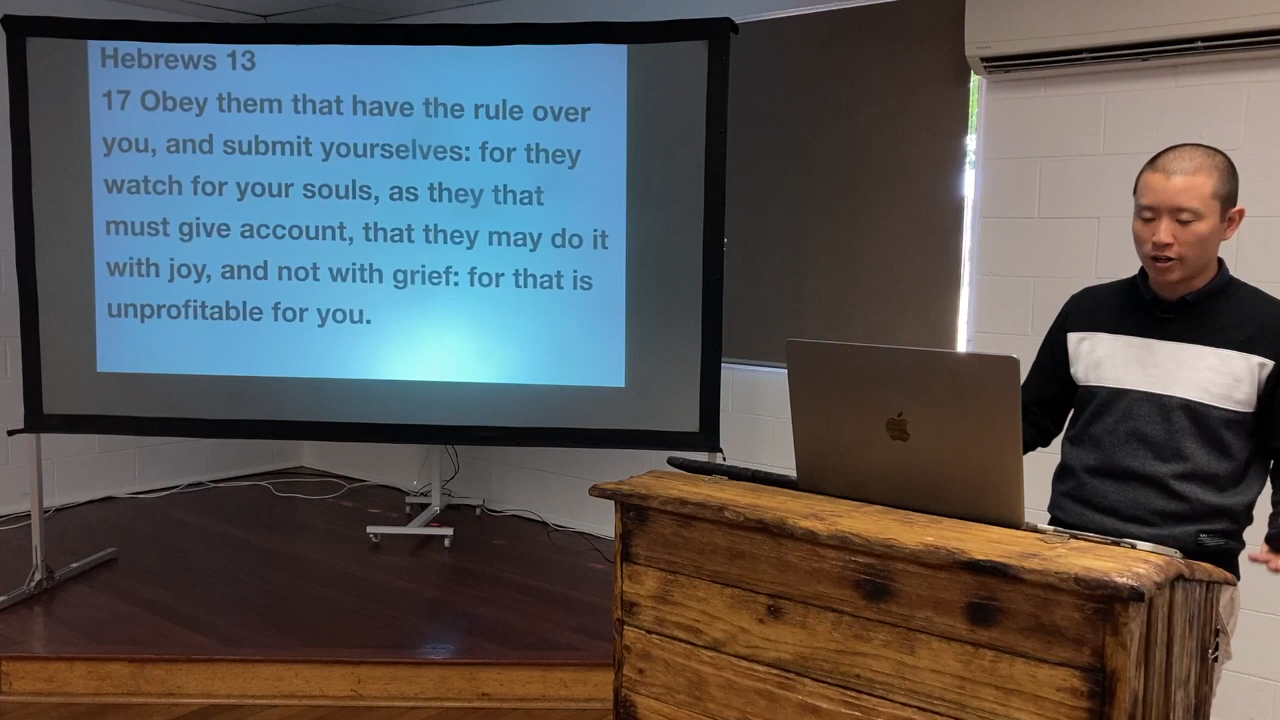 Hebrews 13
17 Obey them that have the rule over
you, and submit yourselves: for they
watch for your souls, as they that
must give account, that they may do it
with joy, and not with grief: for that is
unprofitable for you.